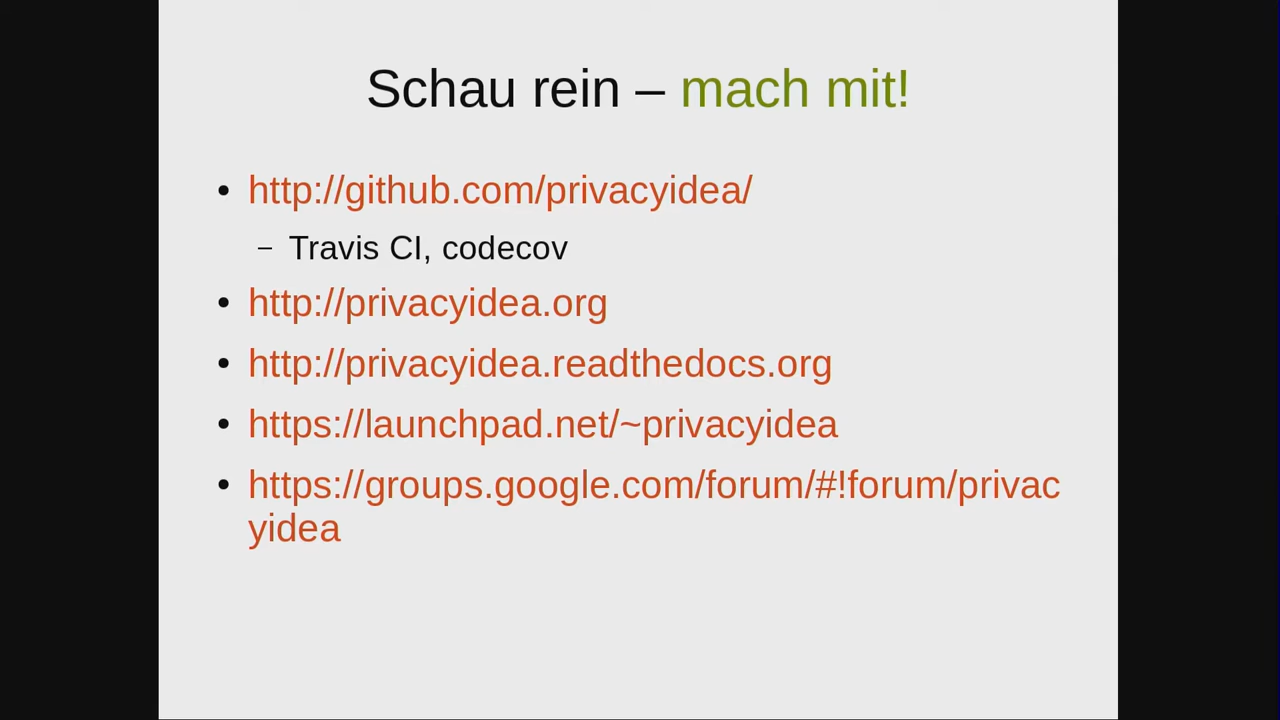 Schau rein – mach mit!
• http://github.com/privacyidea/
– Travis CI, codecov
• http://privacyidea.org
• http://privacyidea.readthedocs.org
• https://launchpad.net/~privacyidea
• https://groups.google.com/forum/#!forum/privac
yidea